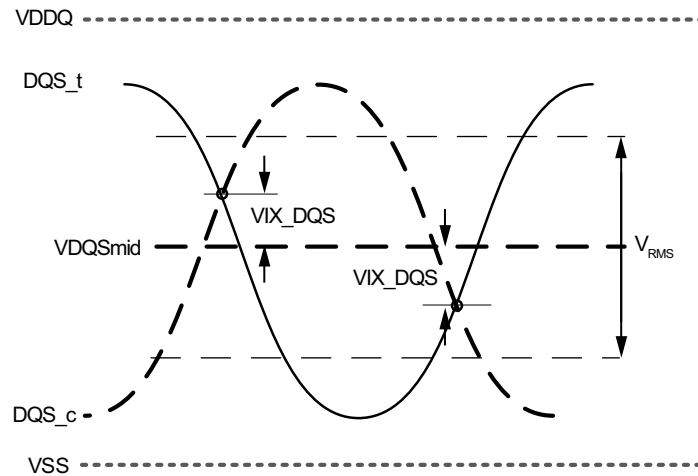 VDDQ
DQS_t
VIX_DQS
VDQSmid
VIX_DQS
VRMS
DQS_c
VSS